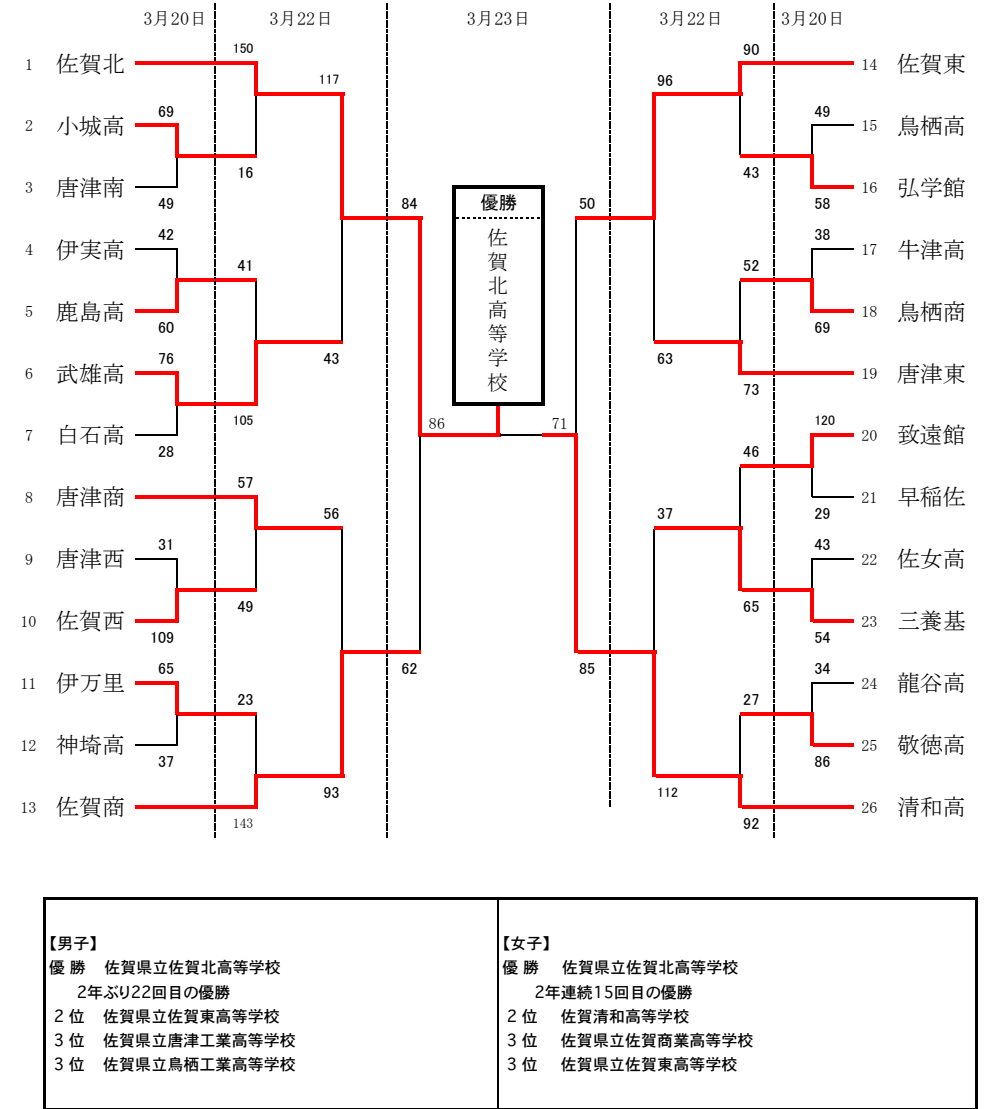 3月20日 3月22日 3月23日 3月22日 3月20日
150 90
1 佐賀北 14 佐賀東
117 96
69 49
2 小城高 15 鳥栖高
16 43
3 唐津南 16 弘学館
49 84 優勝 50 58
42 38
4 伊実高 17 牛津高
41 52
5 鹿島高 18 鳥栖商
60 69
佐賀北高等学校
76 43 63
6 武雄高 19 唐津東
73
105 86 71 120
7 白石高 20 致遠館
28 46
57
8 唐津商 21 早稲佐
56 37 29
31 43
9 唐津西 22 佐女高
49 65
10 佐賀西 23 三養基
109 54
65 62 85 34
11 伊万里 24 龍谷高
23 27
12 神埼高 25 敬徳高
37 86
93 112
13 佐賀商 26 清和高
143 92
【男子】
優 勝 佐賀県立佐賀北高等学校
2年ぶり22回目の優勝
2 位 佐賀県立佐賀東高等学校
3 位 佐賀県立唐津工業高等学校
3 位 佐賀県立鳥栖工業高等学校
【女子】
優 勝 佐賀県立佐賀北高等学校
2年連続15回目の優勝
2 位 佐賀清和高等学校
3 位 佐賀県立佐賀商業高等学校
3 位 佐賀県立佐賀東高等学校